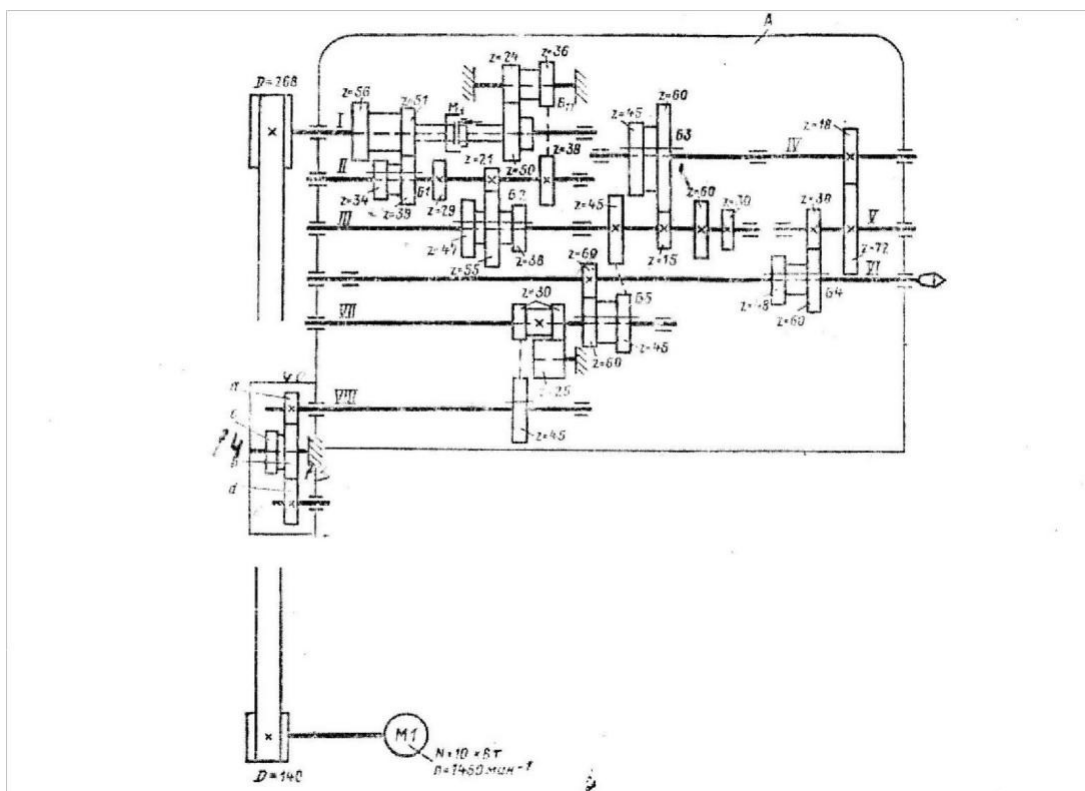 A
z=36
z=24
D=268
z=56
z=51
z=60
M1
z=45
Б3
z=18
I
z=38
IV
II
z=21
z=50
z=34
z=39
Б1
z=29
Б2
z=45
z=60
z=30
z=38
V
III
z=47
z=38
z=15
z=72
z=55
z=60
VI
z=48
Б4
z=30
Б5
z=60
VII
z=60
z=45
VIII
a
d
z=45
M1
N=10 кВт
n=1460 мин⁻¹
D=140